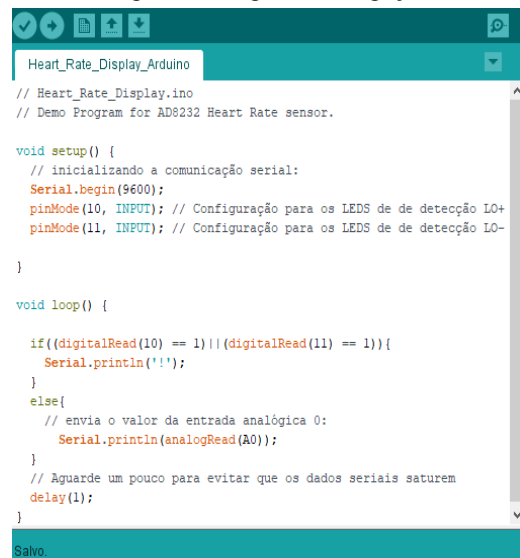 Heart_Rate_Display_Arduino
// Heart_Rate_Display.ino
// Demo Program for AD8232 Heart Rate sensor.
void setup() {
// inicializando a comunicação serial:
Serial.begin(9600);
pinMode(10, INPUT); // Configuração para os LEDS de de detecção LO+
pinMode(11, INPUT); // Configuração para os LEDS de de detecção LO-
}
void loop() {
if((digitalRead(10) == 1)||(digitalRead(11) == 1)){
Serial.println('!');
}
else{
// envia o valor da entrada analógica 0:
Serial.println(analogRead(A0));
}
// Aguarde um pouco para evitar que os dados seriais saturem
delay(1);
}
Salvo.